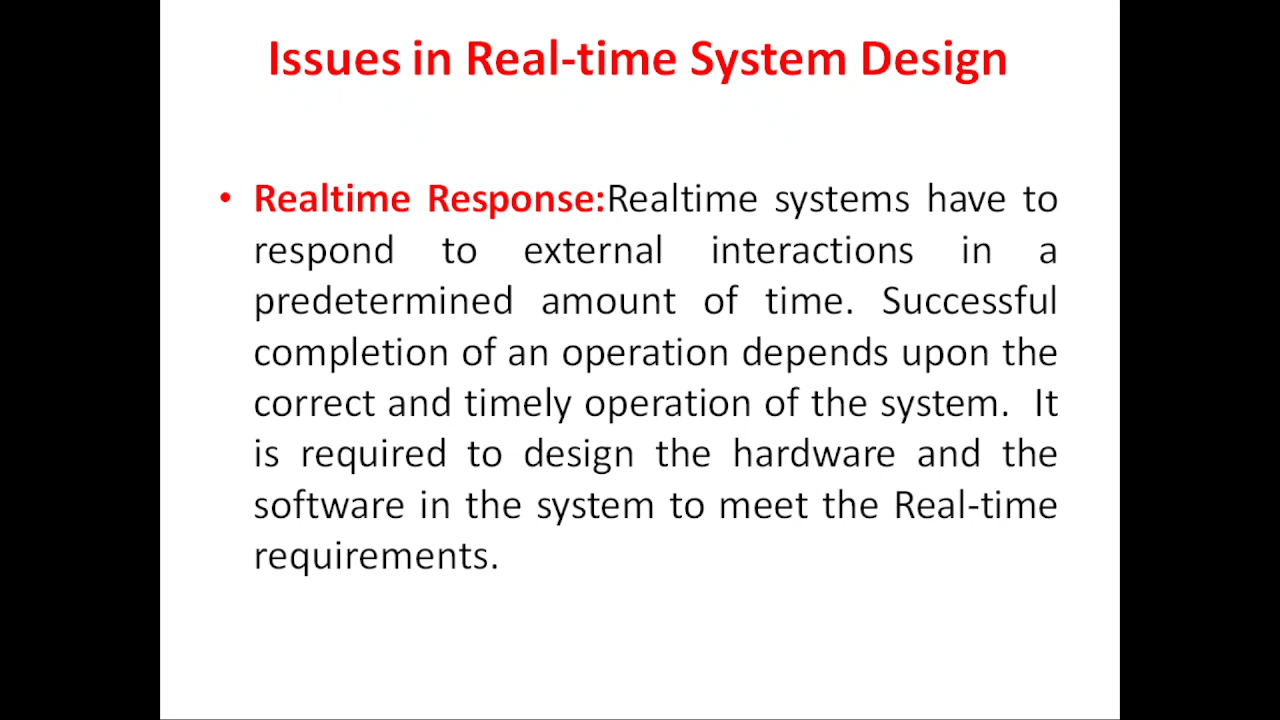 Issues in Real-time System Design
• Realtime Response:Realtime systems have to
respond to external interactions in a
predetermined amount of time. Successful
completion of an operation depends upon the
correct and timely operation of the system. It
is required to design the hardware and the
software in the system to meet the Real-time
requirements.